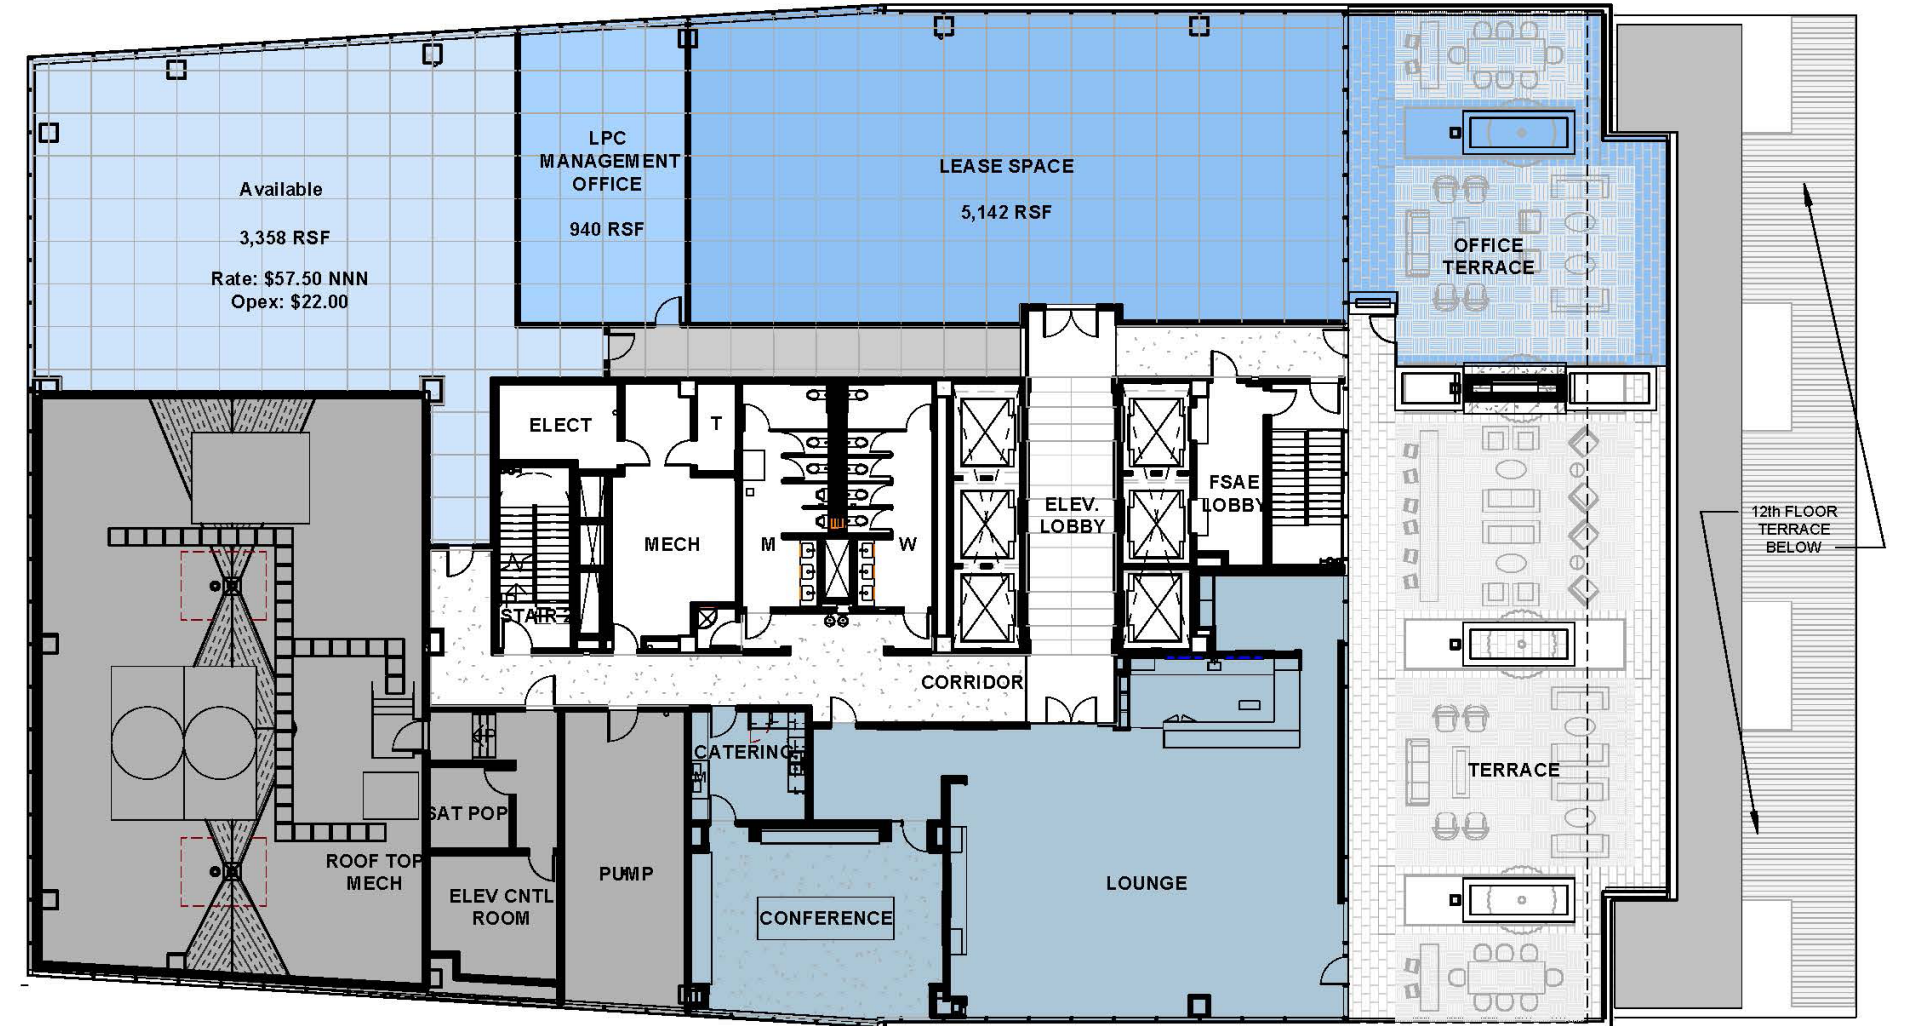 LPC
MANAGEMENT
OFFICE
940 RSF
LEASE SPACE
5,142 RSF
Available
3,358 RSF
Rate: $57.50 NNN
Opex: $22.00
OFFICE
TERRACE
ELECT
T
FSAE
LOBBY
ELEV.
LOBBY
12th FLOOR
TERRACE
BELOW
MECH
M
W
STAIR 2
CORRIDOR
UP
CATERING
TERRACE
SAT POP
ROOF TOP
MECH
PUMP
LOUNGE
ELEV CNTL
ROOM
CONFERENCE